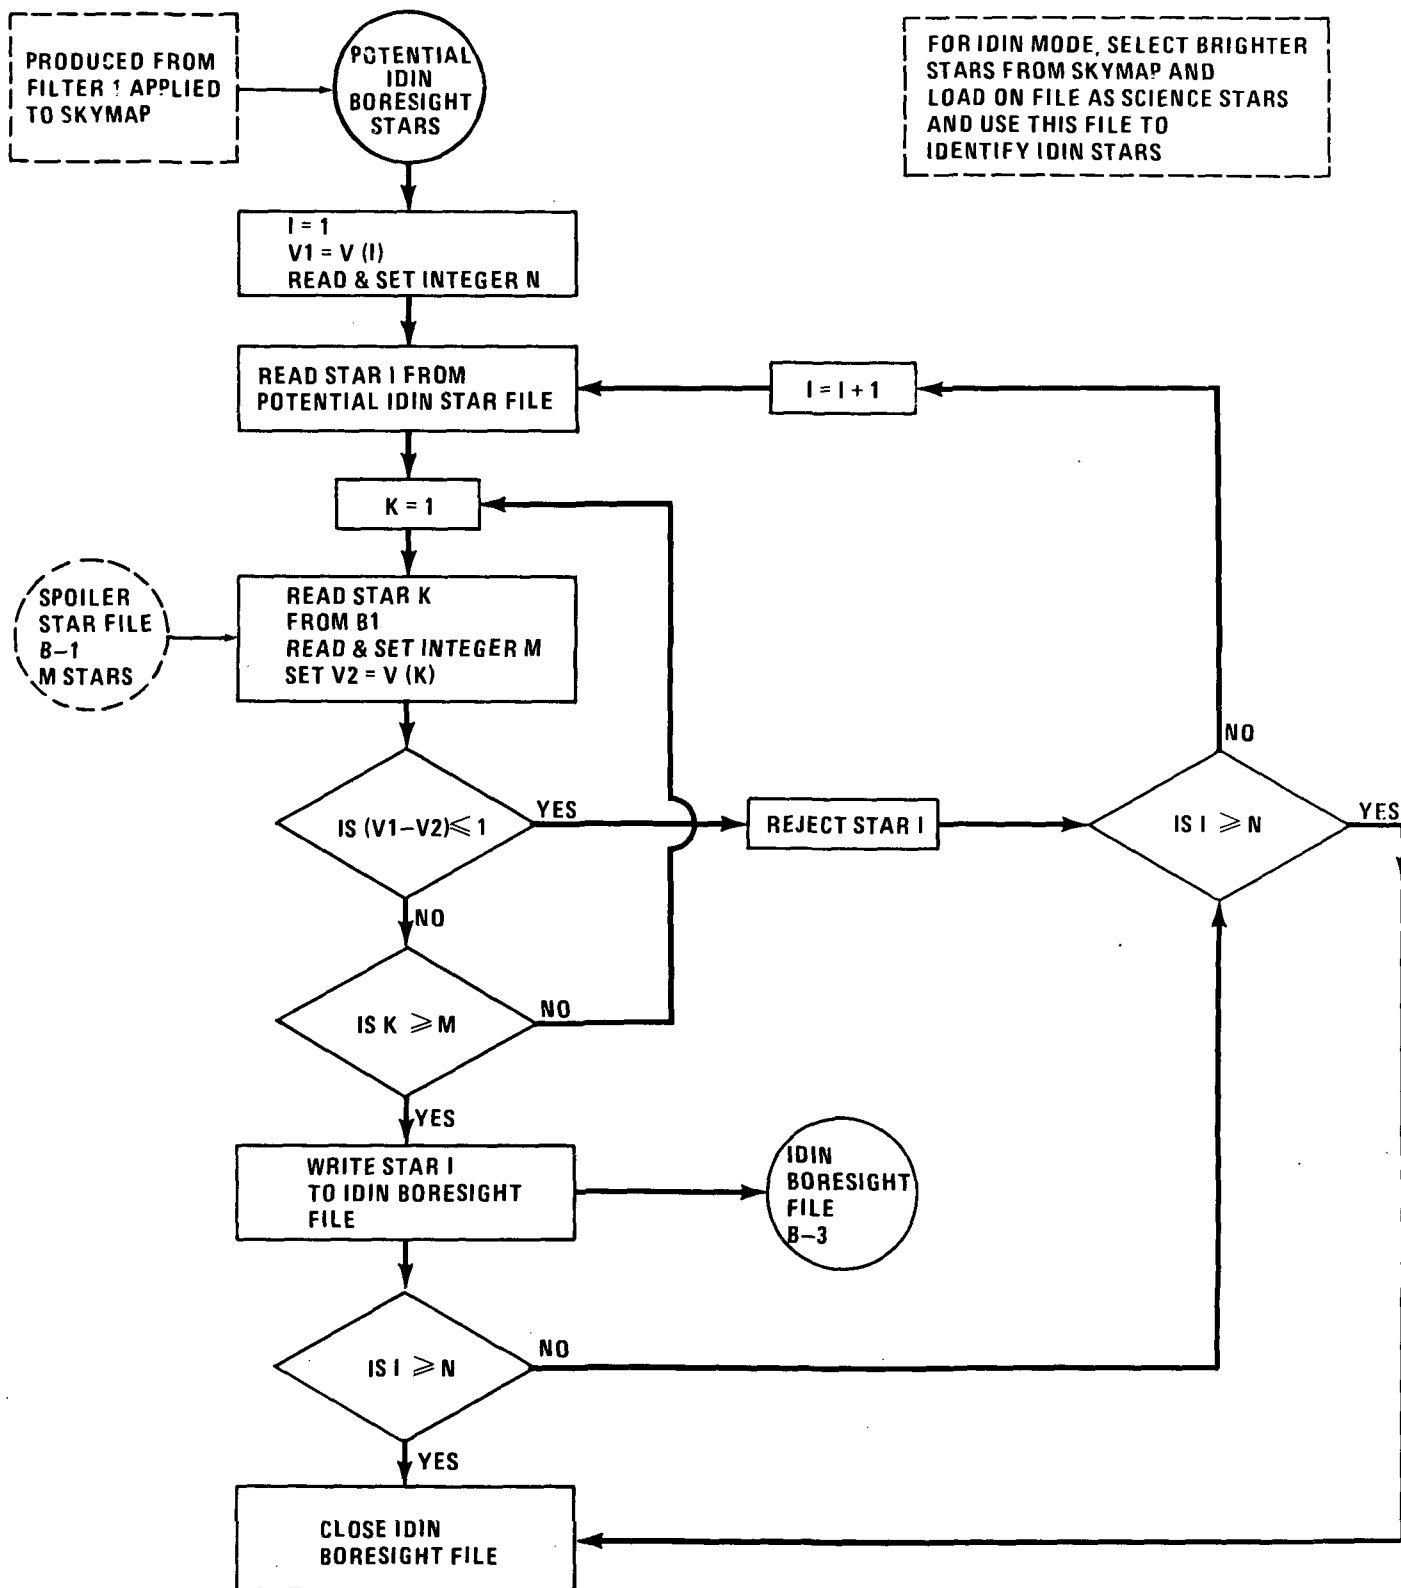 PRODUCED FROM
FILTER 1 APPLIED
TO SKYMAP
POTENTIAL
IDIN
BORESIGHT
STARS
FOR IDIN MODE, SELECT BRIGHTER
STARS FROM SKYMAP AND
LOAD ON FILE AS SCIENCE STARS
AND USE THIS FILE TO
IDENTIFY IDIN STARS
I = 1
V1 = V (I)
READ & SET INTEGER N
READ STAR I FROM
POTENTIAL IDIN STAR FILE
I = I + 1
K = 1
SPOILER
STAR FILE
B-1
M STARS
READ STAR K
FROM B1
READ & SET INTEGER M
SET V2 = V (K)
NO
IS (V1-V2) ⩽ 1
YES
REJECT STAR I
IS I ⩾ N
YES
NO
IS K ⩾ M
NO
YES
WRITE STAR I
TO IDIN BORESIGHT
FILE
IDIN
BORESIGHT
FILE
B-3
IS I ⩾ N
NO
YES
CLOSE IDIN
BORESIGHT FILE